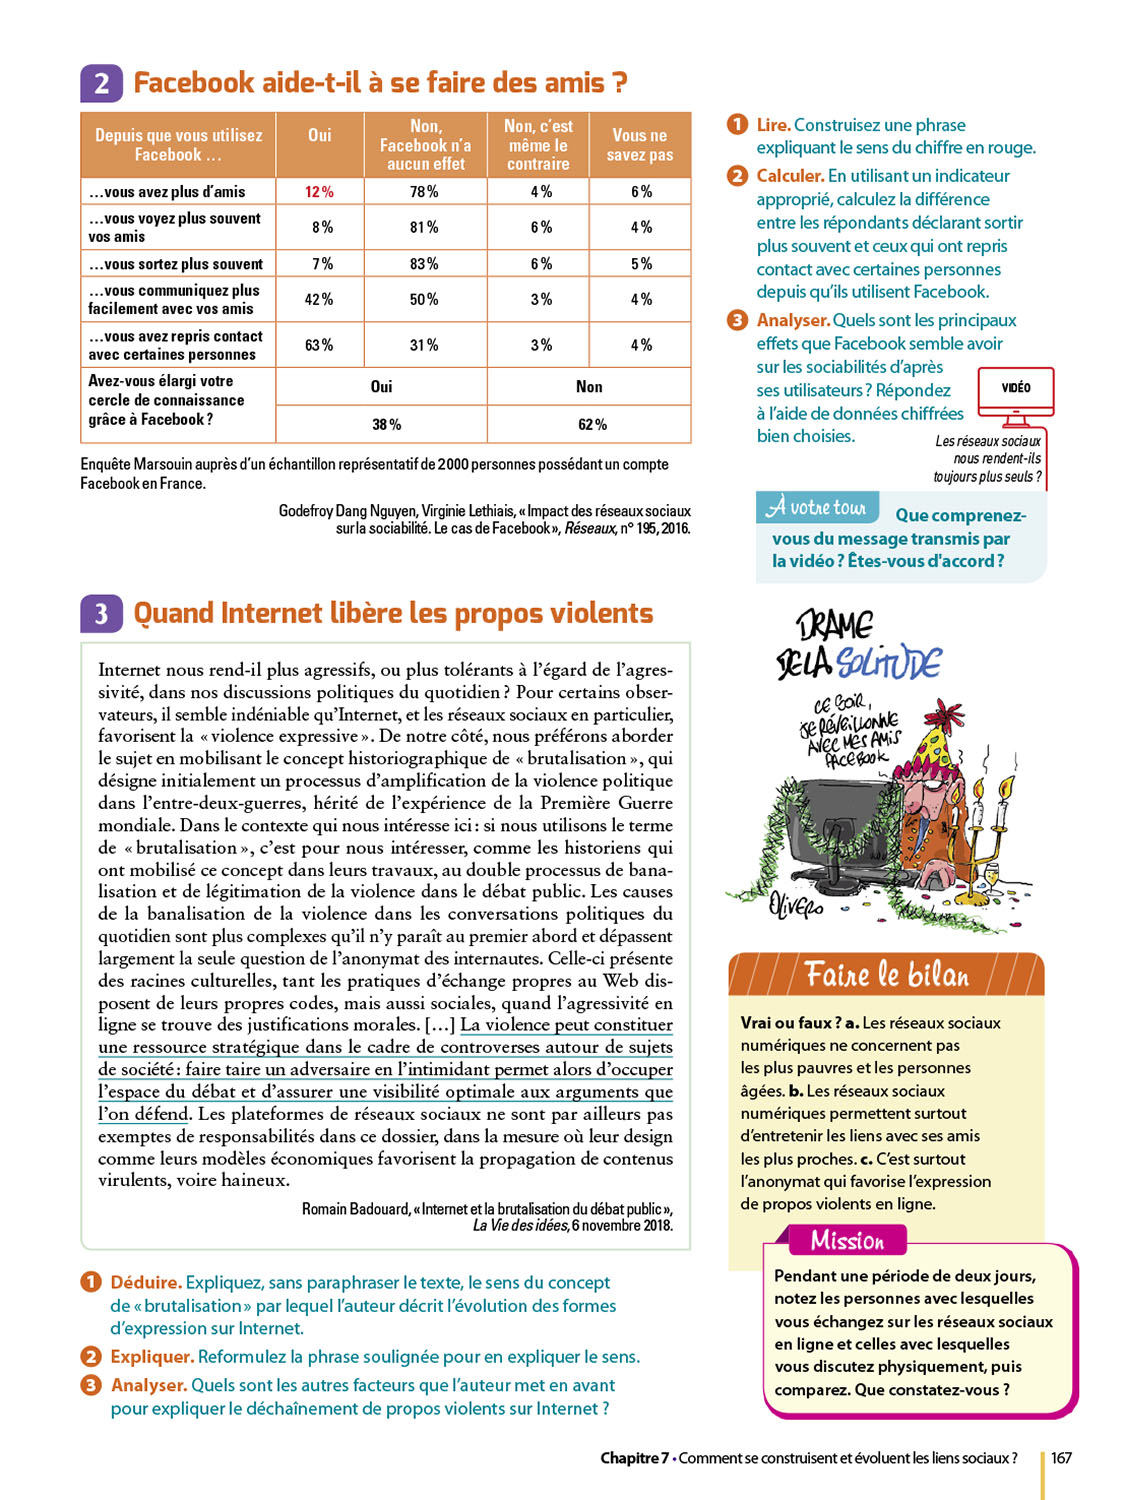 2 Facebook aide-t-il à se faire des amis ?
Depuis que vous utilisez Facebook … | Oui | Non, Facebook n’a aucun effet | Non, c’est même le contraire | Vous ne savez pas
…vous avez plus d’amis | 12 % | 78 % | 4 % | 6 %
…vous voyez plus souvent vos amis | 8 % | 81 % | 6 % | 4 %
…vous sortez plus souvent | 7 % | 83 % | 6 % | 5 %
…vous communiquez plus facilement avec vos amis | 42 % | 50 % | 3 % | 4 %
…vous avez repris contact avec certaines personnes | 63 % | 31 % | 3 % | 4 %
Avez-vous élargi votre cercle de connaissance grâce à Facebook ? | Oui | Non
38 % | 62 %
Enquête Marsouin auprès d’un échantillon représentatif de 2 000 personnes possédant un compte
Facebook en France.
Godefroy Dang Nguyen, Virginie Lethiais, « Impact des réseaux sociaux
sur la sociabilité. Le cas de Facebook », Réseaux, n° 195, 2016.
1 Lire. Construisez une phrase
expliquant le sens du chiffre en rouge.
2 Calculer. En utilisant un indicateur
approprié, calculez la différence
entre les répondants déclarant sortir
plus souvent et ceux qui ont repris
contact avec certaines personnes
depuis qu’ils utilisent Facebook.
3 Analyser. Quels sont les principaux
effets que Facebook semble avoir
sur les sociabilités d’après
ses utilisateurs ? Répondez
à l’aide de données chiffrées
bien choisies.
VIDÉO
Les réseaux sociaux
nous rendent-ils
toujours plus seuls ?
À votre tour Que comprenez-
vous du message transmis par
la vidéo ? Êtes-vous d'accord ?
3 Quand Internet libère les propos violents
Internet nous rend-il plus agressifs, ou plus tolérants à l’égard de l’agres-
sivité, dans nos discussions politiques du quotidien ? Pour certains obser-
vateurs, il semble indéniable qu’Internet, et les réseaux sociaux en particulier,
favorisent la « violence expressive ». De notre côté, nous préférons aborder
le sujet en mobilisant le concept historiographique de « brutalisation », qui
désigne initialement un processus d’amplification de la violence politique
dans l’entre-deux-guerres, hérité de l’expérience de la Première Guerre
mondiale. Dans le contexte qui nous intéresse ici : si nous utilisons le terme
de « brutalisation », c’est pour nous intéresser, comme les historiens qui
ont mobilisé ce concept dans leurs travaux, au double processus de bana-
lisation et de légitimation de la violence dans le débat public. Les causes
de la banalisation de la violence dans les conversations politiques du
quotidien sont plus complexes qu’il n’y paraît au premier abord et dépassent
largement la seule question de l’anonymat des internautes. Celle-ci présente
des racines culturelles, tant les pratiques d’échange propres au Web dis-
posent de leurs propres codes, mais aussi sociales, quand l’agressivité en
ligne se trouve des justifications morales. […] La violence peut constituer
une ressource stratégique dans le cadre de controverses autour de sujets
de société : faire taire un adversaire en l’intimidant permet alors d’occuper
l’espace du débat et d’assurer une visibilité optimale aux arguments que
l’on défend. Les plateformes de réseaux sociaux ne sont par ailleurs pas
exemptes de responsabilités dans ce dossier, dans la mesure où leur design
comme leurs modèles économiques favorisent la propagation de contenus
virulents, voire haineux.
Romain Badouard, « Internet et la brutalisation du débat public »,
La Vie des idées, 6 novembre 2018.
1 Déduire. Expliquez, sans paraphraser le texte, le sens du concept
de « brutalisation » par lequel l’auteur décrit l’évolution des formes
d’expression sur Internet.
2 Expliquer. Reformulez la phrase soulignée pour en expliquer le sens.
3 Analyser. Quels sont les autres facteurs que l’auteur met en avant
pour expliquer le déchaînement de propos violents sur Internet ?
DRAME
DE LA SOLITUDE
CE SOIR,
JE RÉVEILLONNE
AVEC MES AMIS
FACEBOOK
OLIVERO
Faire le bilan
Vrai ou faux ? a. Les réseaux sociaux
numériques ne concernent pas
les plus pauvres et les personnes
âgées. b. Les réseaux sociaux
numériques permettent surtout
d’entretenir les liens avec ses amis
les plus proches. c. C’est surtout
l’anonymat qui favorise l’expression
de propos violents en ligne.
Mission
Pendant une période de deux jours,
notez les personnes avec lesquelles
vous échangez sur les réseaux sociaux
en ligne et celles avec lesquelles
vous discutez physiquement, puis
comparez. Que constatez-vous ?
Chapitre 7 • Comment se construisent et évoluent les liens sociaux ? 167